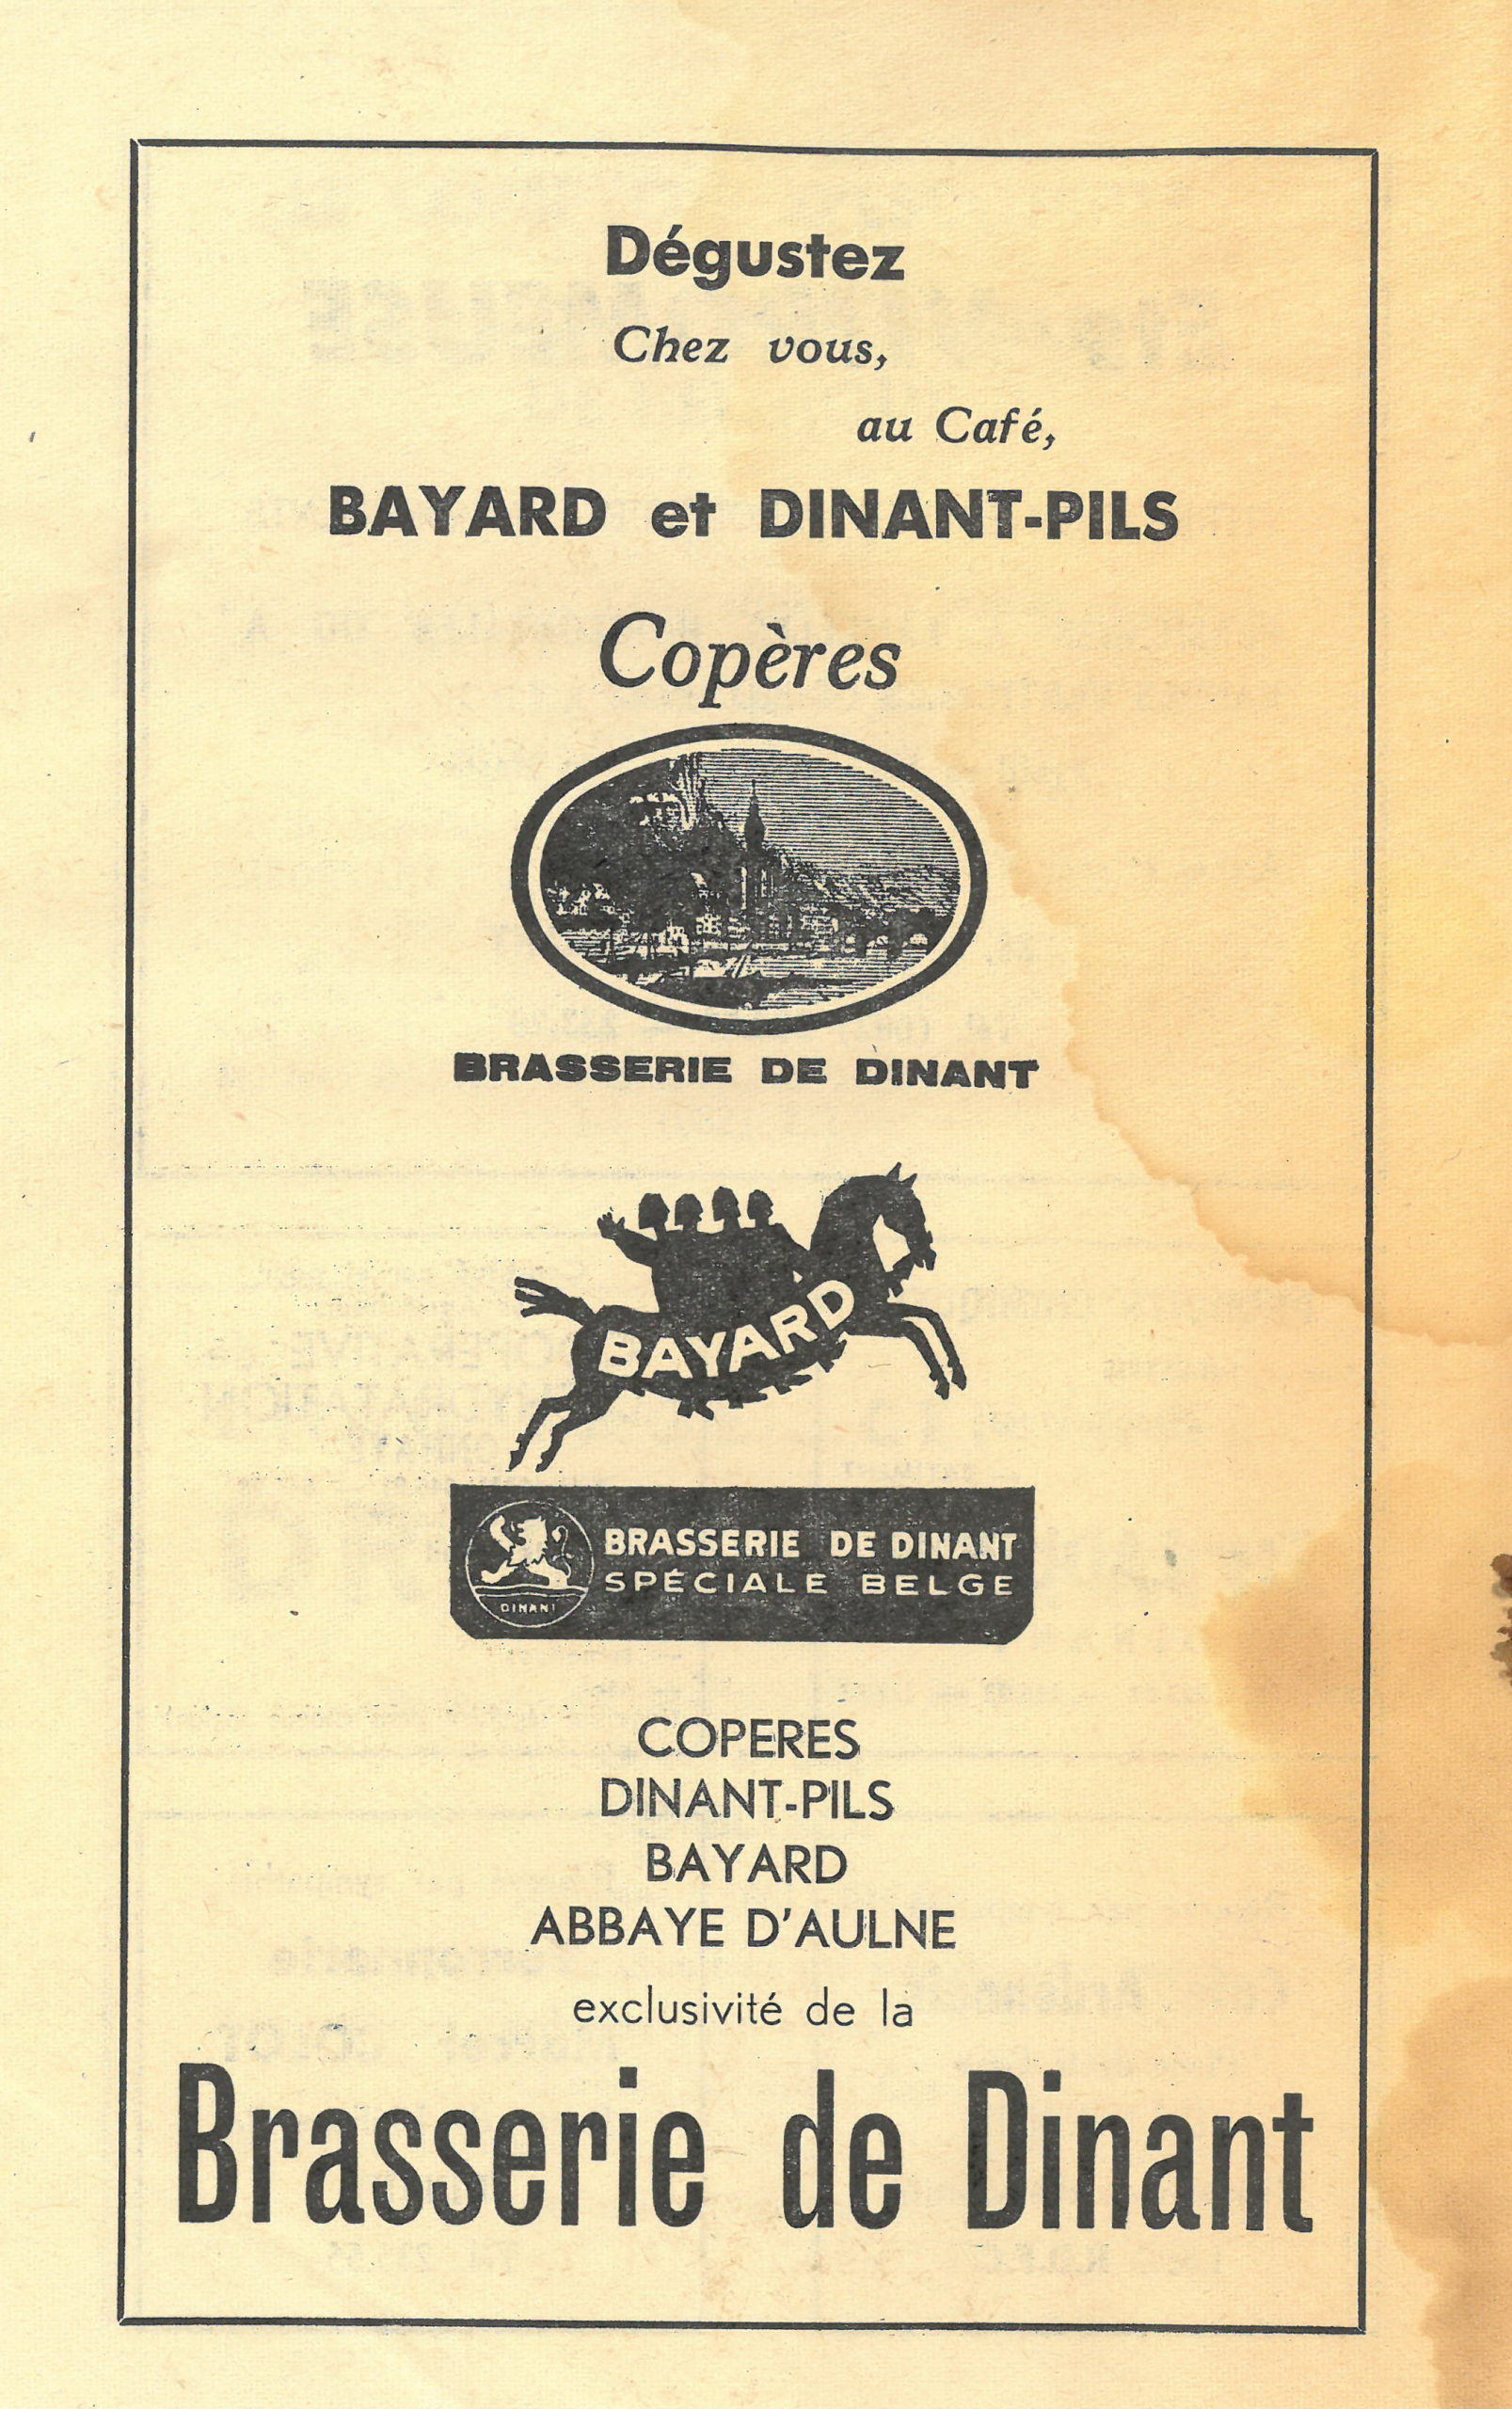 Dégustez
Chez vous,
au Café,
BAYARD et DINANT-PILS
Copères
BRASSERIE DE DINANT
BAYARD
BRASSERIE DE DINANT
SPÉCIALE BELGE
DINANT
COPERES
DINANT-PILS
BAYARD
ABBAYE D'AULNE
exclusivité de la
Brasserie de Dinant